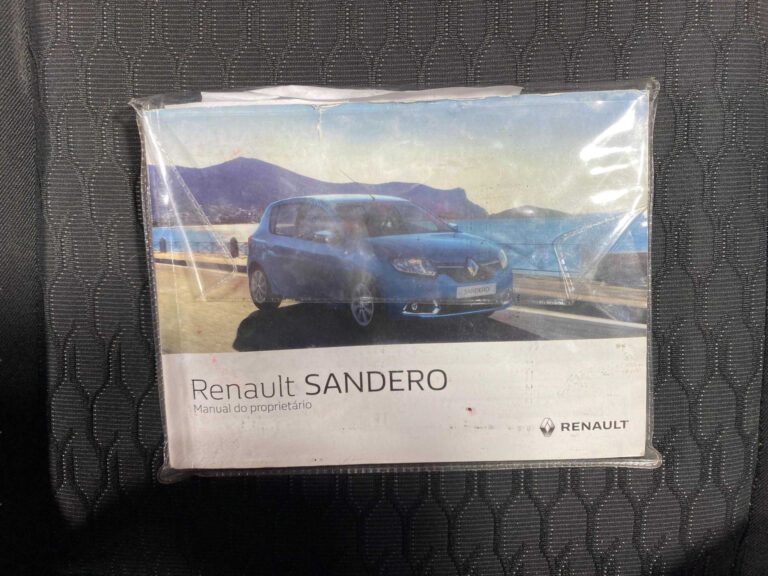 SANDERO
Renault SANDERO
Manual do proprietário
RENAULT